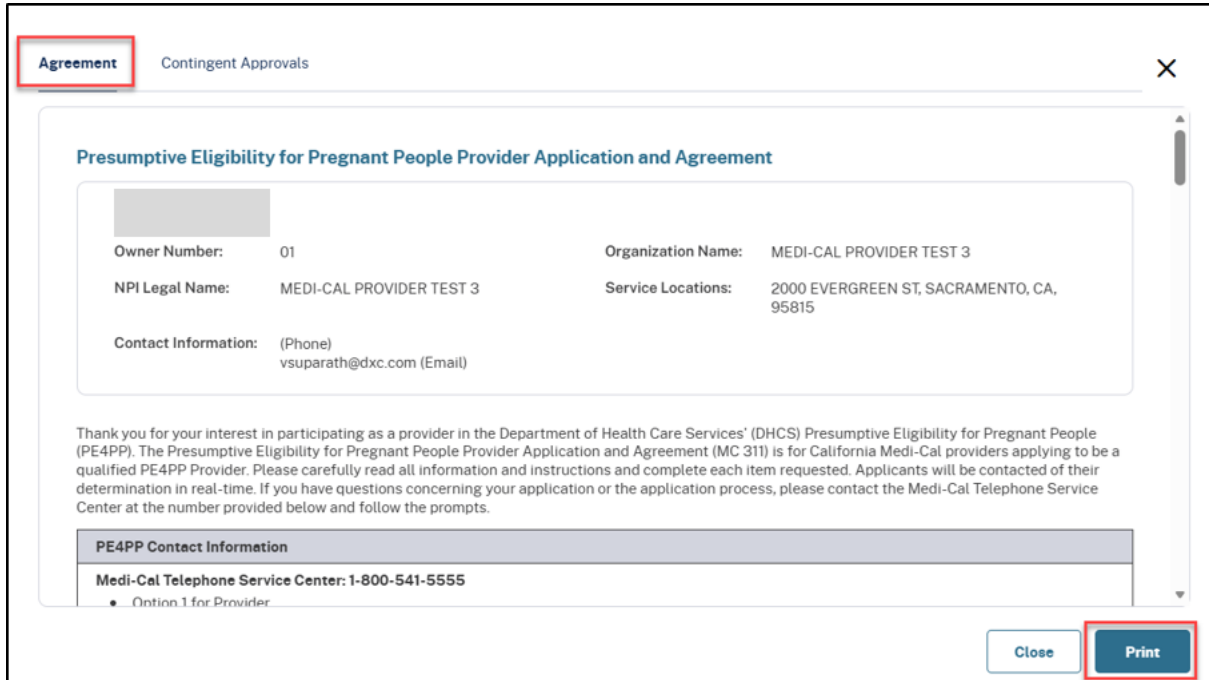 Agreement Contingent Approvals
Presumptive Eligibility for Pregnant People Provider Application and Agreement
Owner Number: 01 Organization Name: MEDI-CAL PROVIDER TEST 3
NPI Legal Name: MEDI-CAL PROVIDER TEST 3 Service Locations: 2000 EVERGREEN ST, SACRAMENTO, CA,
95815
Contact Information: (Phone)
vsuparath@dxc.com (Email)
Thank you for your interest in participating as a provider in the Department of Health Care Services' (DHCS) Presumptive Eligibility for Pregnant People
(PE4PP). The Presumptive Eligibility for Pregnant People Provider Application and Agreement (MC 311) is for California Medi-Cal providers applying to be a
qualified PE4PP Provider. Please carefully read all information and instructions and complete each item requested. Applicants will be contacted of their
determination in real-time. If you have questions concerning your application or the application process, please contact the Medi-Cal Telephone Service
Center at the number provided below and follow the prompts.
PE4PP Contact Information
Medi-Cal Telephone Service Center: 1-800-541-5555
• Option 1 for Provider
Close Print